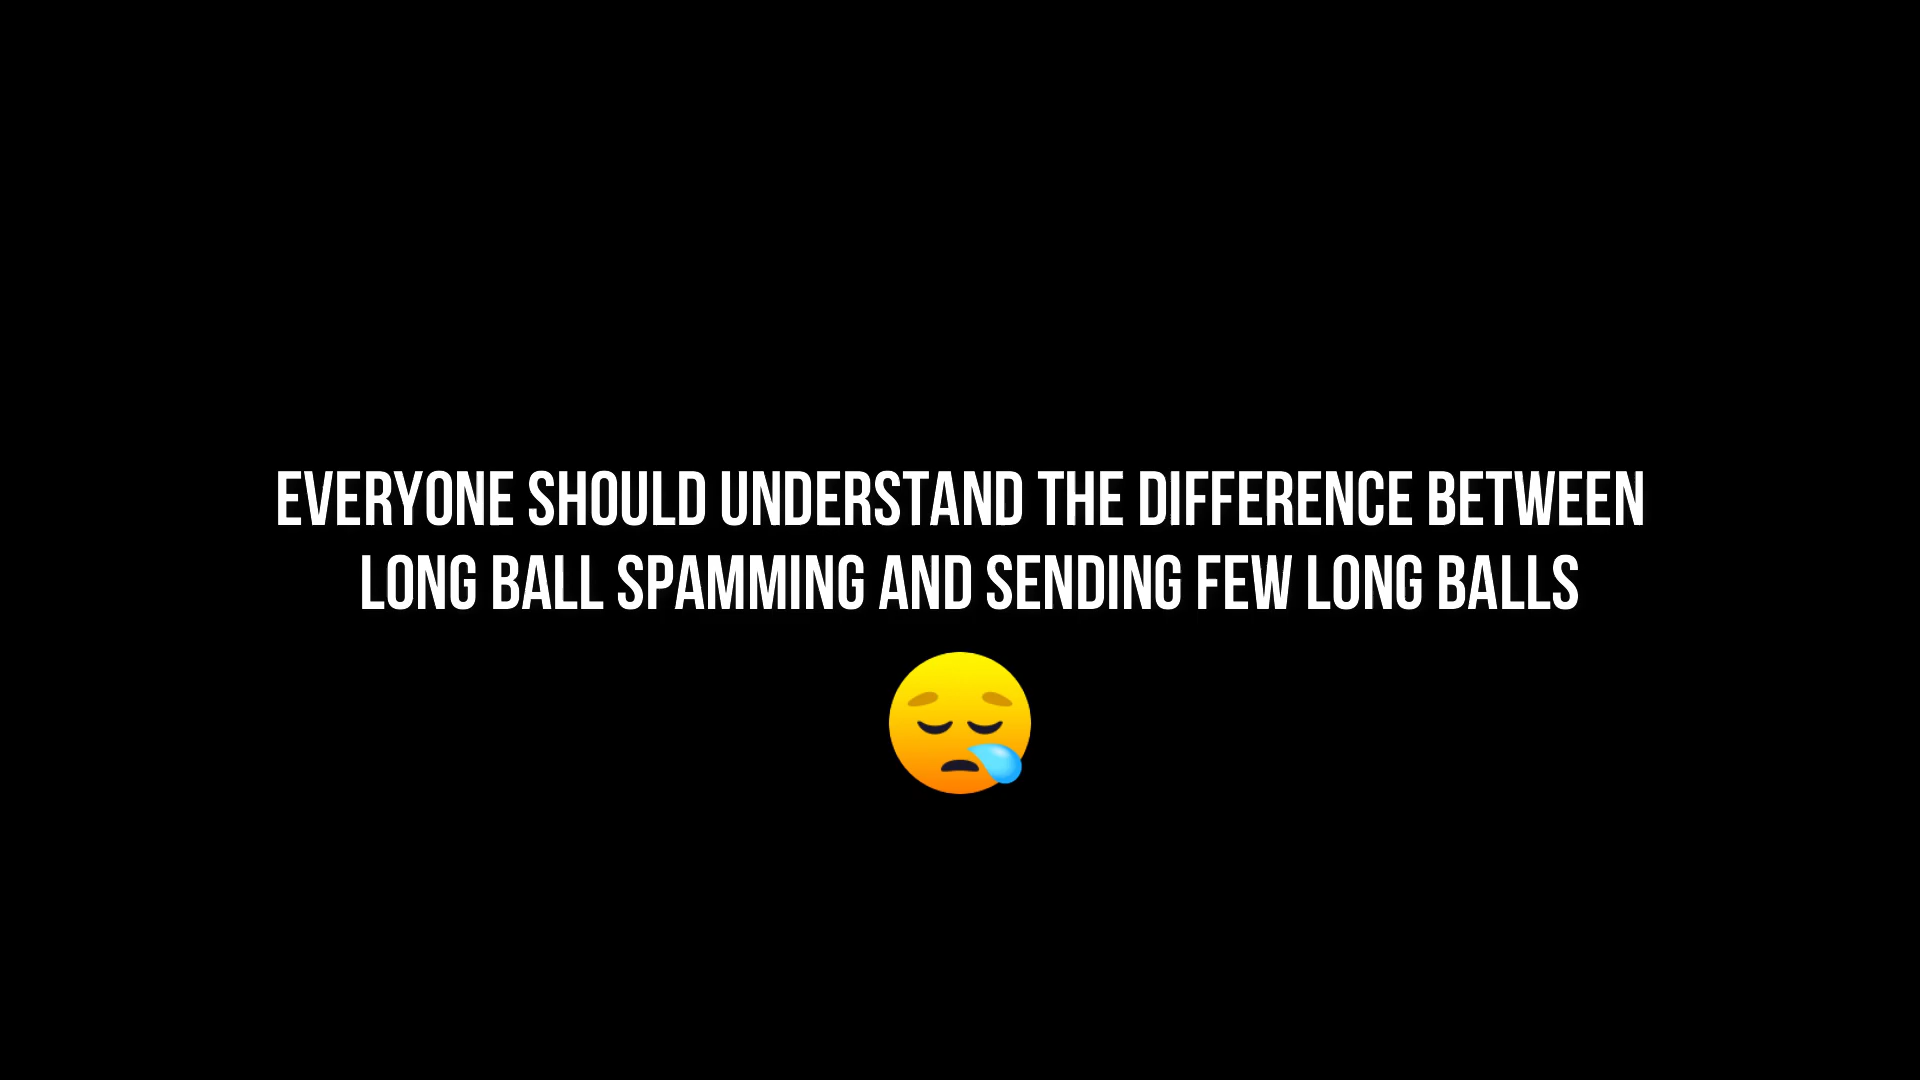 EVERYONE SHOULD UNDERSTAND THE DIFFERENCE BETWEEN
LONG BALL SPAMMING AND SENDING FEW LONG BALLS